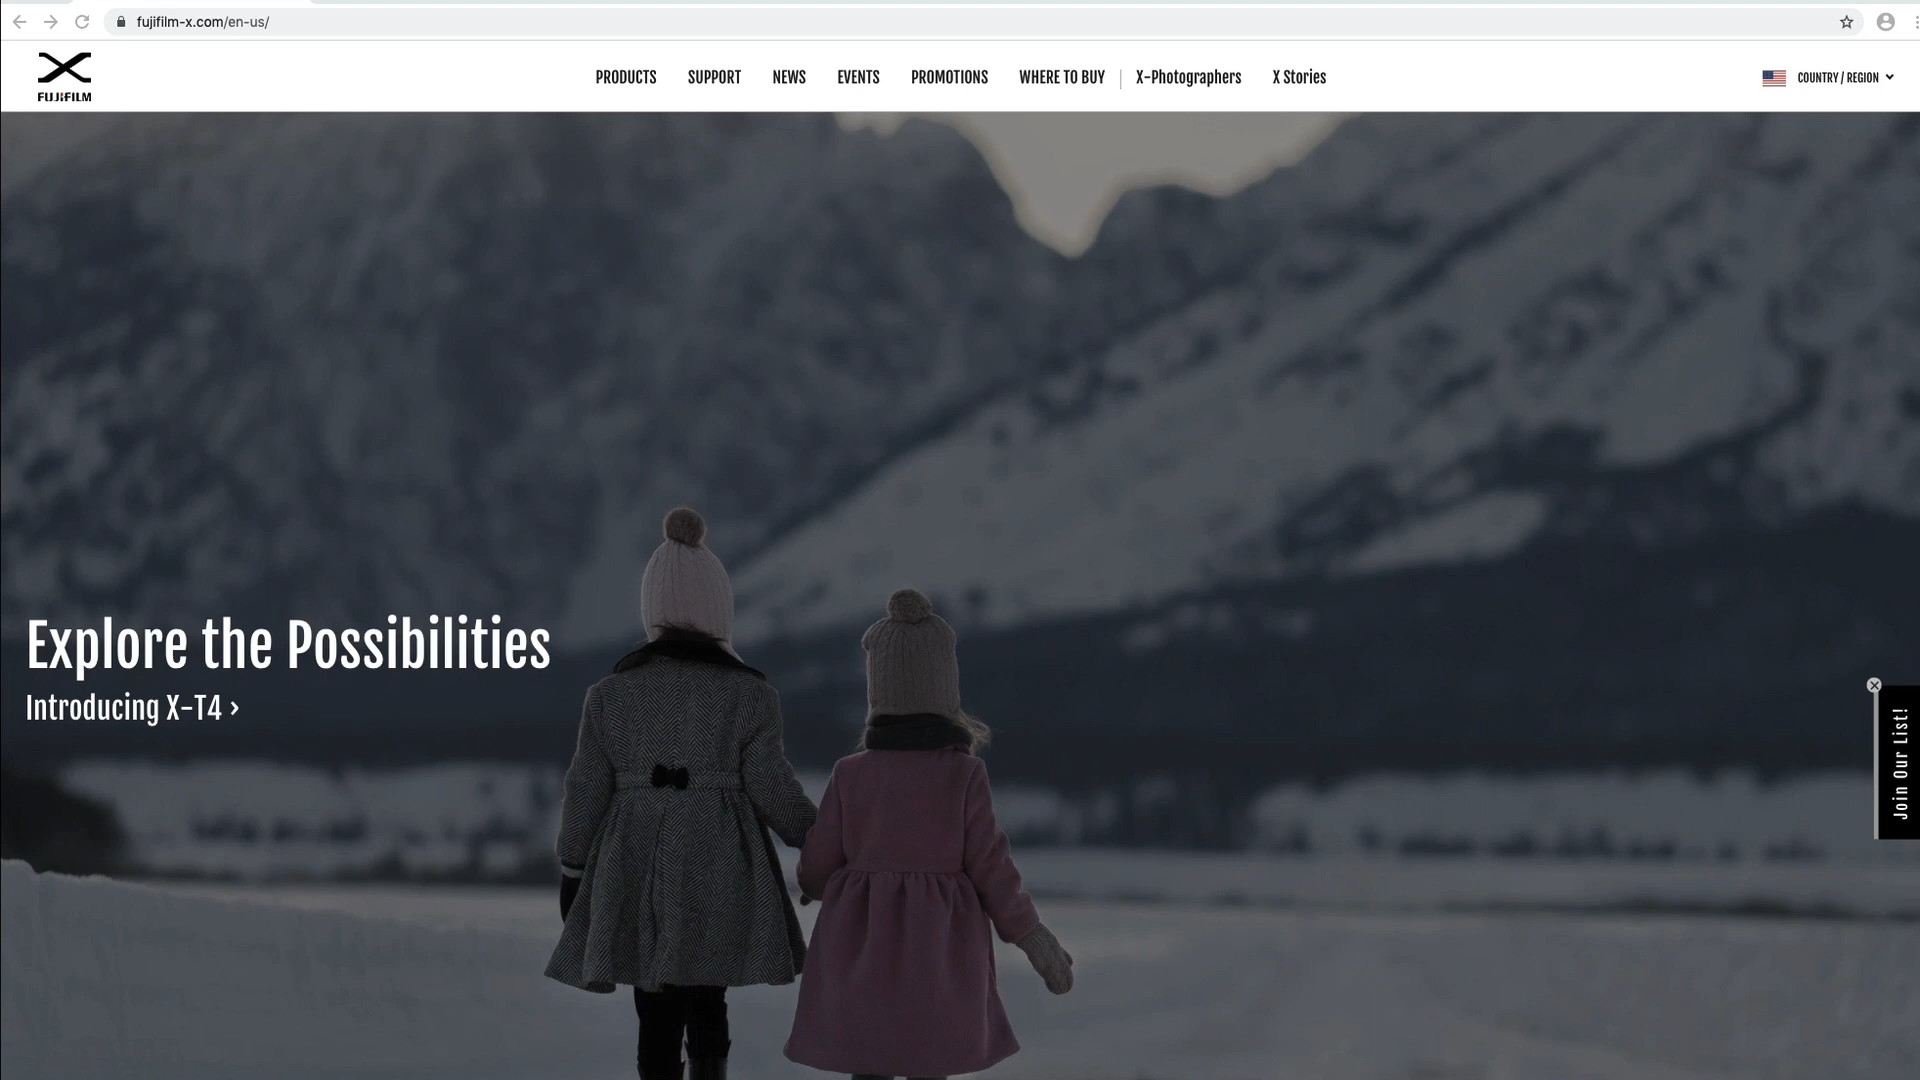 fujifilm-x.com/en-us/
FUJIFILM
PRODUCTS SUPPORT NEWS EVENTS PROMOTIONS WHERE TO BUY X-Photographers X Stories
COUNTRY / REGION
Explore the Possibilities
Introducing X-T4 ›
Join Our List!